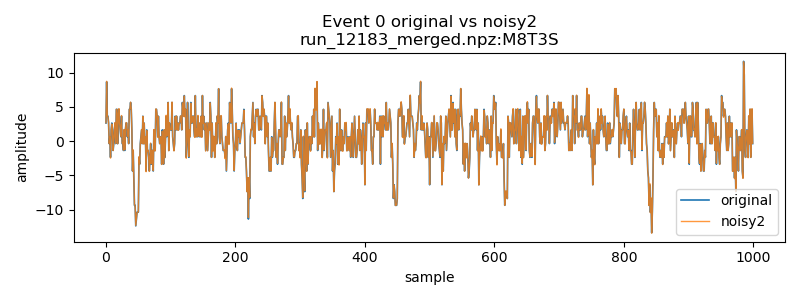 Event 0 original vs noisy2
run_12183_merged.npz:M8T3S
amplitude
10
5
0
−5
−10
original
noisy2
0
200
400
600
800
1000
sample